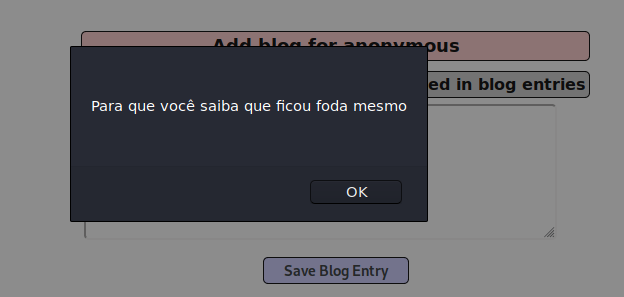 Add blog for anonymous
ed in blog entries
Para que você saiba que ficou foda mesmo
OK
Save Blog Entry